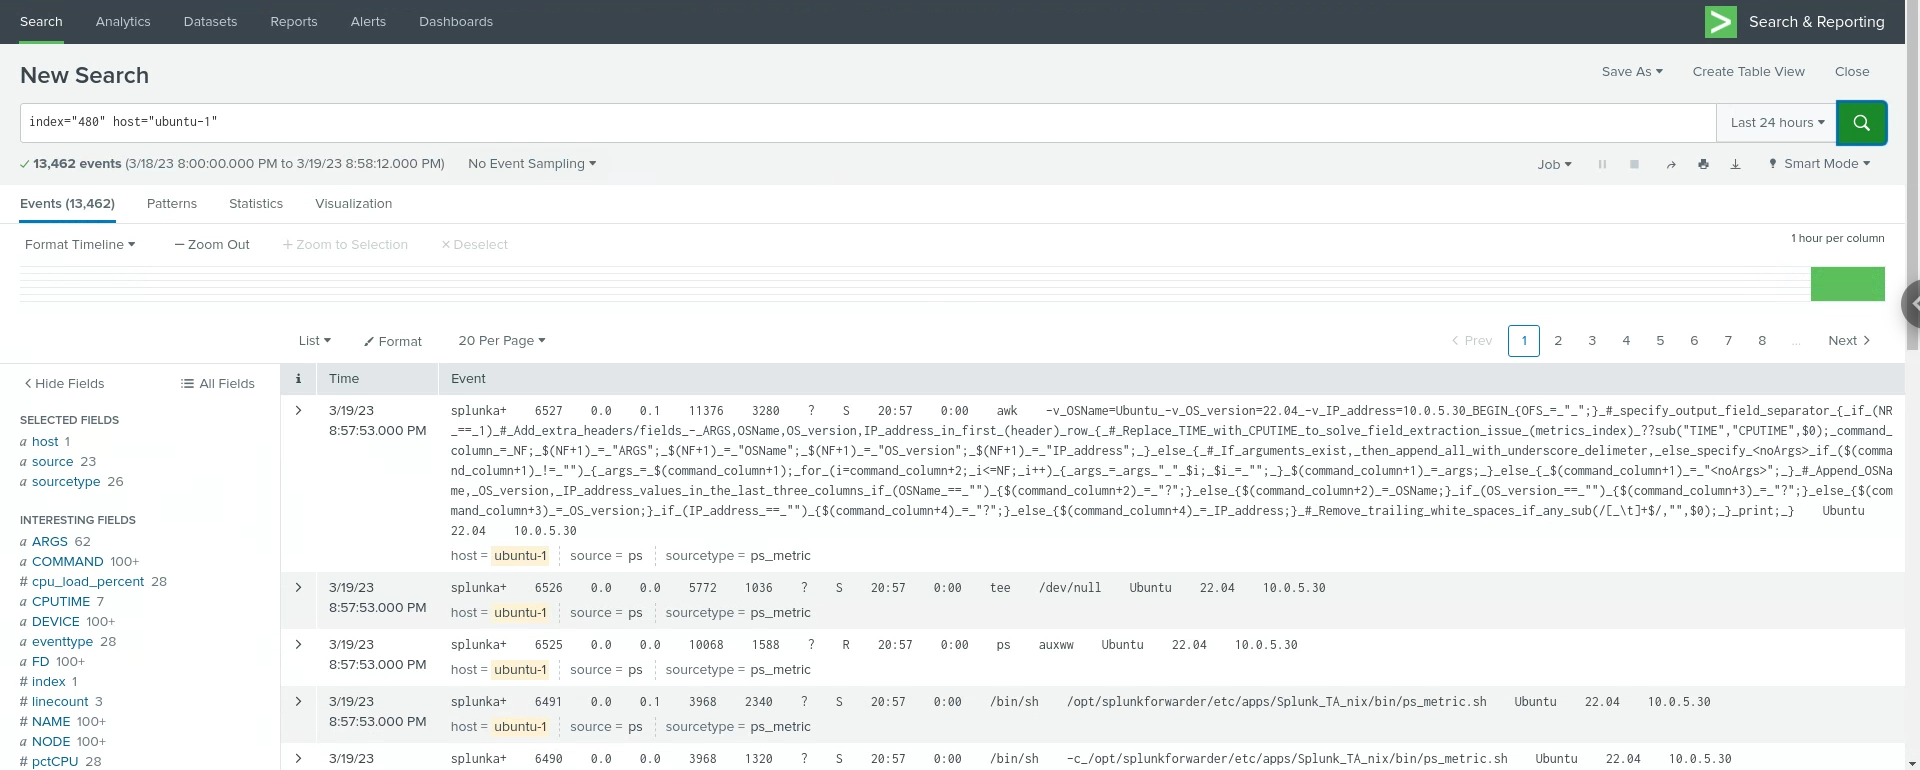 Search Analytics Datasets Reports Alerts Dashboards Search & Reporting
New Search Save As Create Table View Close
index="480" host="ubuntu-1" Last 24 hours
13,462 events (3/18/23 8:00:00.000 PM to 3/19/23 8:58:12.000 PM) No Event Sampling Job Smart Mode
Events (13,462) Patterns Statistics Visualization
Format Timeline — Zoom Out + Zoom to Selection × Deselect 1 hour per column
List Format 20 Per Page < Prev 1 2 3 4 5 6 7 8 ... Next >
< Hide Fields All Fields
SELECTED FIELDS
a host 1
a source 23
a sourcetype 26
INTERESTING FIELDS
a ARGS 62
a COMMAND 100+
# cpu_load_percent 28
a CPUTIME 7
a DEVICE 100+
a eventtype 28
a FD 100+
# index 1
# linecount 3
# NAME 100+
a NODE 100+
# pctCPU 28
i Time Event
> 3/19/23 splunka+ 6527 0.0 0.1 11376 3280 ? S 20:57 0:00 awk -v_OSName=Ubuntu_-v_OS_version=22.04_-v_IP_address=10.0.5.30_BEGIN_{OFS_=_"_";}_#_specify_output_field_separator_{_if_(NR
8:57:53.000 PM _==_1)_#_Add_extra_headers/fields_-_ARGS,OSName,OS_version,IP_address_in_first_(header)_row_{_#_Replace_TIME_with_CPUTIME_to_solve_field_extraction_issue_(metrics_index)_??sub("TIME","CPUTIME",$0);_command_
column_=_NF;_$(NF+1)_=_"ARGS";_$(NF+1)_=_"OSName";_$(NF+1)_=_"OS_version";_$(NF+1)_=_"IP_address";_}_else_{_#_If_arguments_exist,_then_append_all_with_underscore_delimeter,_else_specify_<noArgs>_if_($(comma
nd_column+1)_!=_"")_{_args_=_$(command_column+1);_for_(i=command_column+2;_i<=NF;_i++)_{_args_=_args_"_"_$i;_$i_=_"";_}_$(command_column+1)_=_args;_}_else_{_$(command_column+1)_=_"<noArgs>";_}_#_Append_OSNa
me,_OS_version,_IP_address_values_in_the_last_three_columns_if_(OSName_==_"")_{$(command_column+2)_=_"?";}_else_{$(command_column+2)_=_OSName;}_if_(OS_version_==_"")_{$(command_column+3)_=_"?";}_else_{$(com
mand_column+3)_=_OS_version;}_if_(IP_address_==_"")_{$(command_column+4)_=_"?";}_else_{$(command_column+4)_=_IP_address;}_#_Remove_trailing_white_spaces_if_any_sub(/[_\t]+$/,"",$0);_}_print;_} Ubuntu
22.04 10.0.5.30
host = ubuntu-1 source = ps sourcetype = ps_metric
> 3/19/23 splunka+ 6526 0.0 0.0 5772 1036 ? S 20:57 0:00 tee /dev/null Ubuntu 22.04 10.0.5.30
8:57:53.000 PM host = ubuntu-1 source = ps sourcetype = ps_metric
> 3/19/23 splunka+ 6525 0.0 0.0 10068 1588 ? R 20:57 0:00 ps auxww Ubuntu 22.04 10.0.5.30
8:57:53.000 PM host = ubuntu-1 source = ps sourcetype = ps_metric
> 3/19/23 splunka+ 6491 0.0 0.1 3968 2340 ? S 20:57 0:00 /bin/sh /opt/splunkforwarder/etc/apps/Splunk_TA_nix/bin/ps_metric.sh Ubuntu 22.04 10.0.5.30
8:57:53.000 PM host = ubuntu-1 source = ps sourcetype = ps_metric
> 3/19/23 splunka+ 6490 0.0 0.0 3968 1320 ? S 20:57 0:00 /bin/sh -c_/opt/splunkforwarder/etc/apps/Splunk_TA_nix/bin/ps_metric.sh Ubuntu 22.04 10.0.5.30